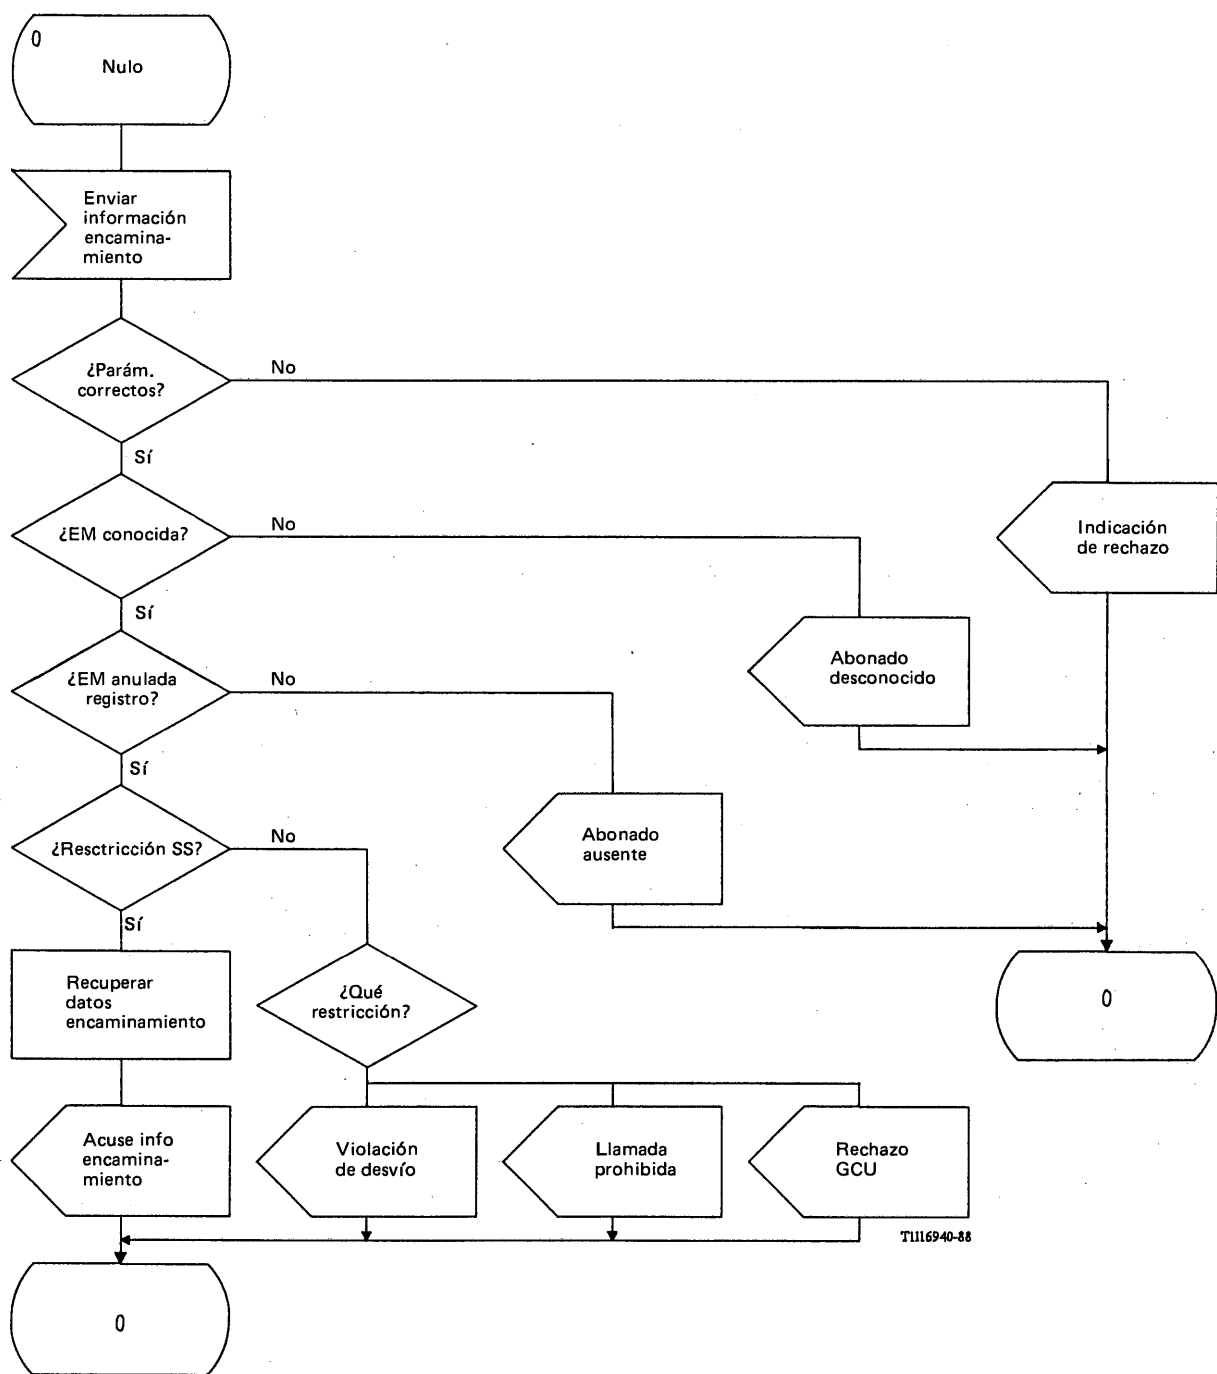 0
Nulo
Enviar
información
encamina-
miento
¿Parám.
correctos?
No
Sí
¿EM conocida?
No
Indicación
de rechazo
Sí
Abonado
desconocido
¿EM anulada
registro?
No
Sí
Abonado
ausente
¿Resctricción SS?
No
Sí
Recuperar
datos
encaminamiento
¿Qué
restricción?
0
Acuse info
encamina-
miento
Violación
de desvío
Llamada
prohibida
Rechazo
GCU
T1116940-88
0